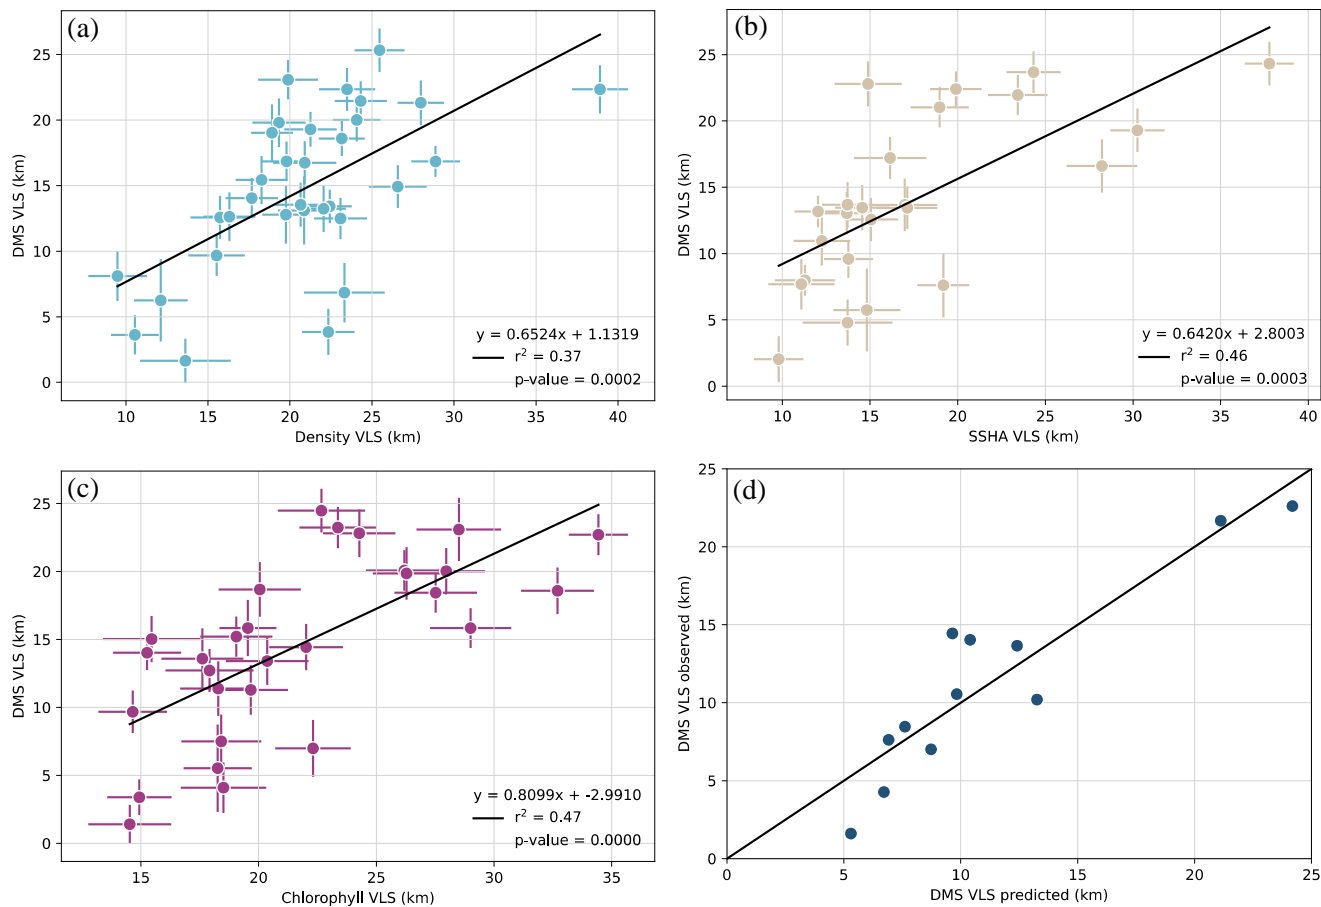 (a)
25
20
15
10
5
0
DMS VLS (km)
y = 0.6524x + 1.1319
r² = 0.37
p-value = 0.0002
10 15 20 25 30 35 40
Density VLS (km)
(b)
25
20
15
10
5
0
DMS VLS (km)
y = 0.6420x + 2.8003
r² = 0.46
p-value = 0.0003
10 15 20 25 30 35 40
SSHA VLS (km)
(c)
25
20
15
10
5
0
DMS VLS (km)
y = 0.8099x + -2.9910
r² = 0.47
p-value = 0.0000
15 20 25 30 35
Chlorophyll VLS (km)
(d)
25
20
15
10
5
0
DMS VLS observed (km)
0 5 10 15 20 25
DMS VLS predicted (km)